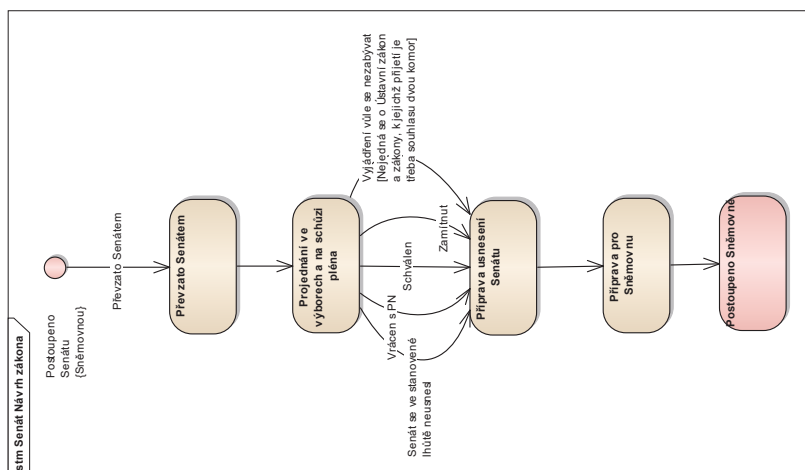 stm Senát Návrh zákona
Postoupeno
Senátu
{Sněmovnou}
Převzato Senátem
Převzato Senátem
Projednání ve
výborech a na schůzi
pléna
Vyjádření vůle se nezabývat
[Nejedná se o Ústavní zákon
a zákony, k jejichž přijetí je
třeba souhlasu dvou komor]
Zamítnut
Schválen
Vrácen s PN
Senát se ve stanovené
lhůtě neusnesl
Příprava usnesení
Senátu
Příprava pro
Sněmovnu
Postoupeno Sněmovně